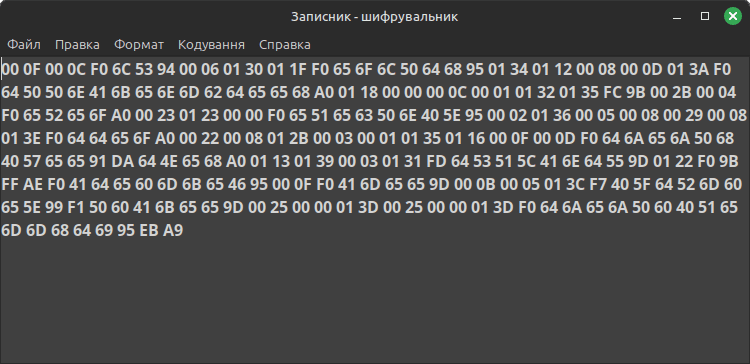 Записник - шифрувальник
Файл Правка Формат Кодування Справка
00 0F 00 0C F0 6C 53 94 00 06 01 30 01 1F F0 65 6F 6C 50 64 68 95 01 34 01 12 00 08 00 0D 01 3A F0
64 50 50 6E 41 6B 65 6E 6D 62 64 65 65 68 A0 01 18 00 00 00 0C 00 01 01 32 01 35 FC 9B 00 2B 00 04
F0 65 52 65 6F A0 00 23 01 23 00 00 F0 65 51 65 63 50 6E 40 5E 95 00 02 01 36 00 05 00 08 00 29 00 08
01 3E F0 64 64 65 6F A0 00 22 00 08 01 2B 00 03 00 01 01 35 01 16 00 0F 00 0D F0 64 6A 65 6A 50 68
40 57 65 65 91 DA 64 4E 65 68 A0 01 13 01 39 00 03 01 31 FD 64 53 51 5C 41 6E 64 55 9D 01 22 F0 9B
FF AE F0 41 64 65 60 6D 6B 65 46 95 00 0F F0 41 6D 65 65 9D 00 0B 00 05 01 3C F7 40 5F 64 52 6D 60
65 5E 99 F1 50 60 41 6B 65 65 9D 00 25 00 00 01 3D 00 25 00 00 01 3D F0 64 6A 65 6A 50 60 40 51 65
6D 6D 68 64 69 95 EB A9